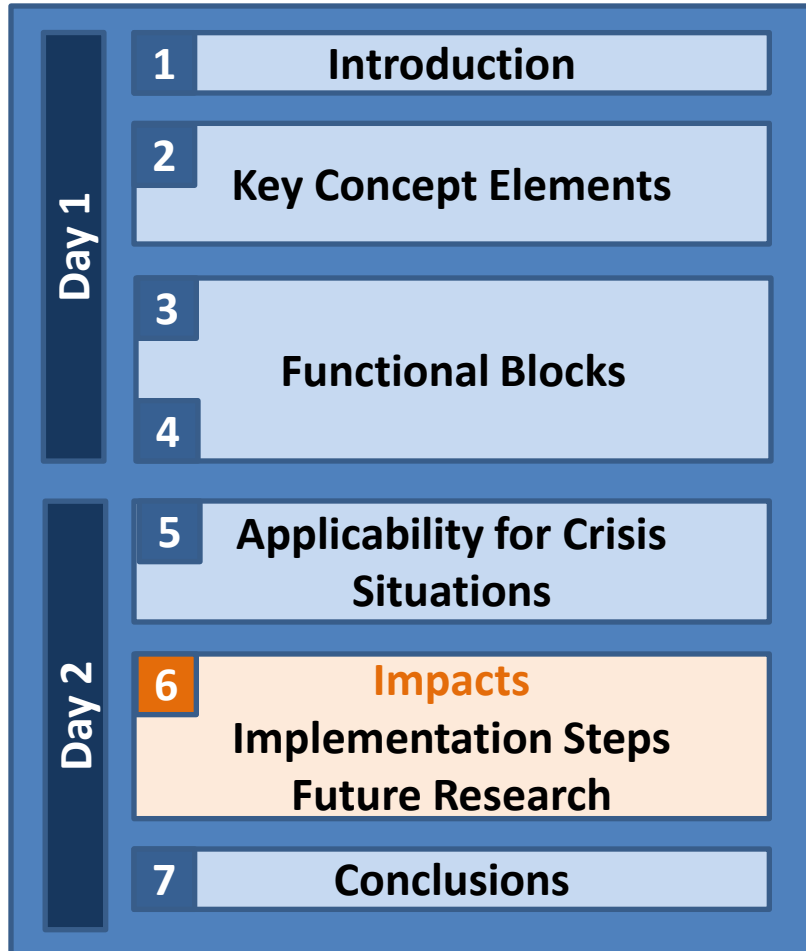 Day 1
1 Introduction
2
Key Concept Elements
3
Functional Blocks
4
Day 2
5 Applicability for Crisis
Situations
6 Impacts
Implementation Steps
Future Research
7 Conclusions